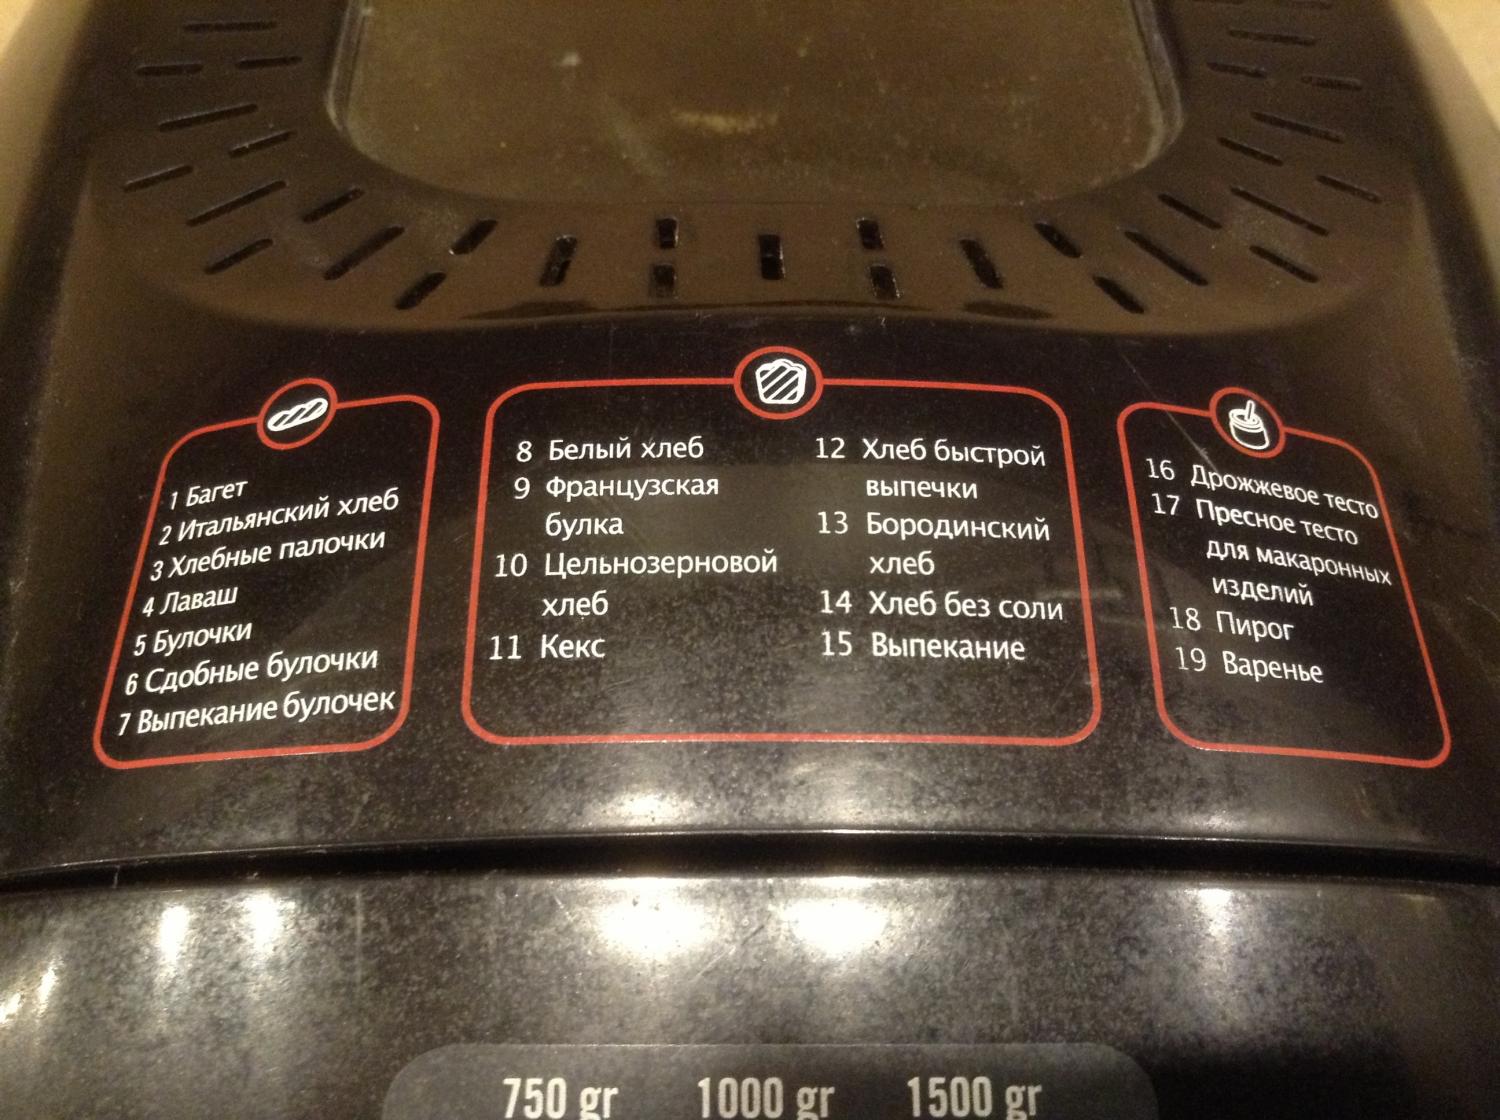 1 Багет
2 Итальянский хлеб
3 Хлебные палочки
4 Лаваш
5 Булочки
6 Сдобные булочки
7 Выпекание булочек
8 Белый хлеб
9 Французская
булка
10 Цельнозерновой
хлеб
11 Кекс
12 Хлеб быстрой
выпечки
13 Бородинский
хлеб
14 Хлеб без соли
15 Выпекание
16 Дрожжевое тесто
17 Пресное тесто
для макаронных
изделий
18 Пирог
19 Варенье
750 gr 1000 gr 1500 gr